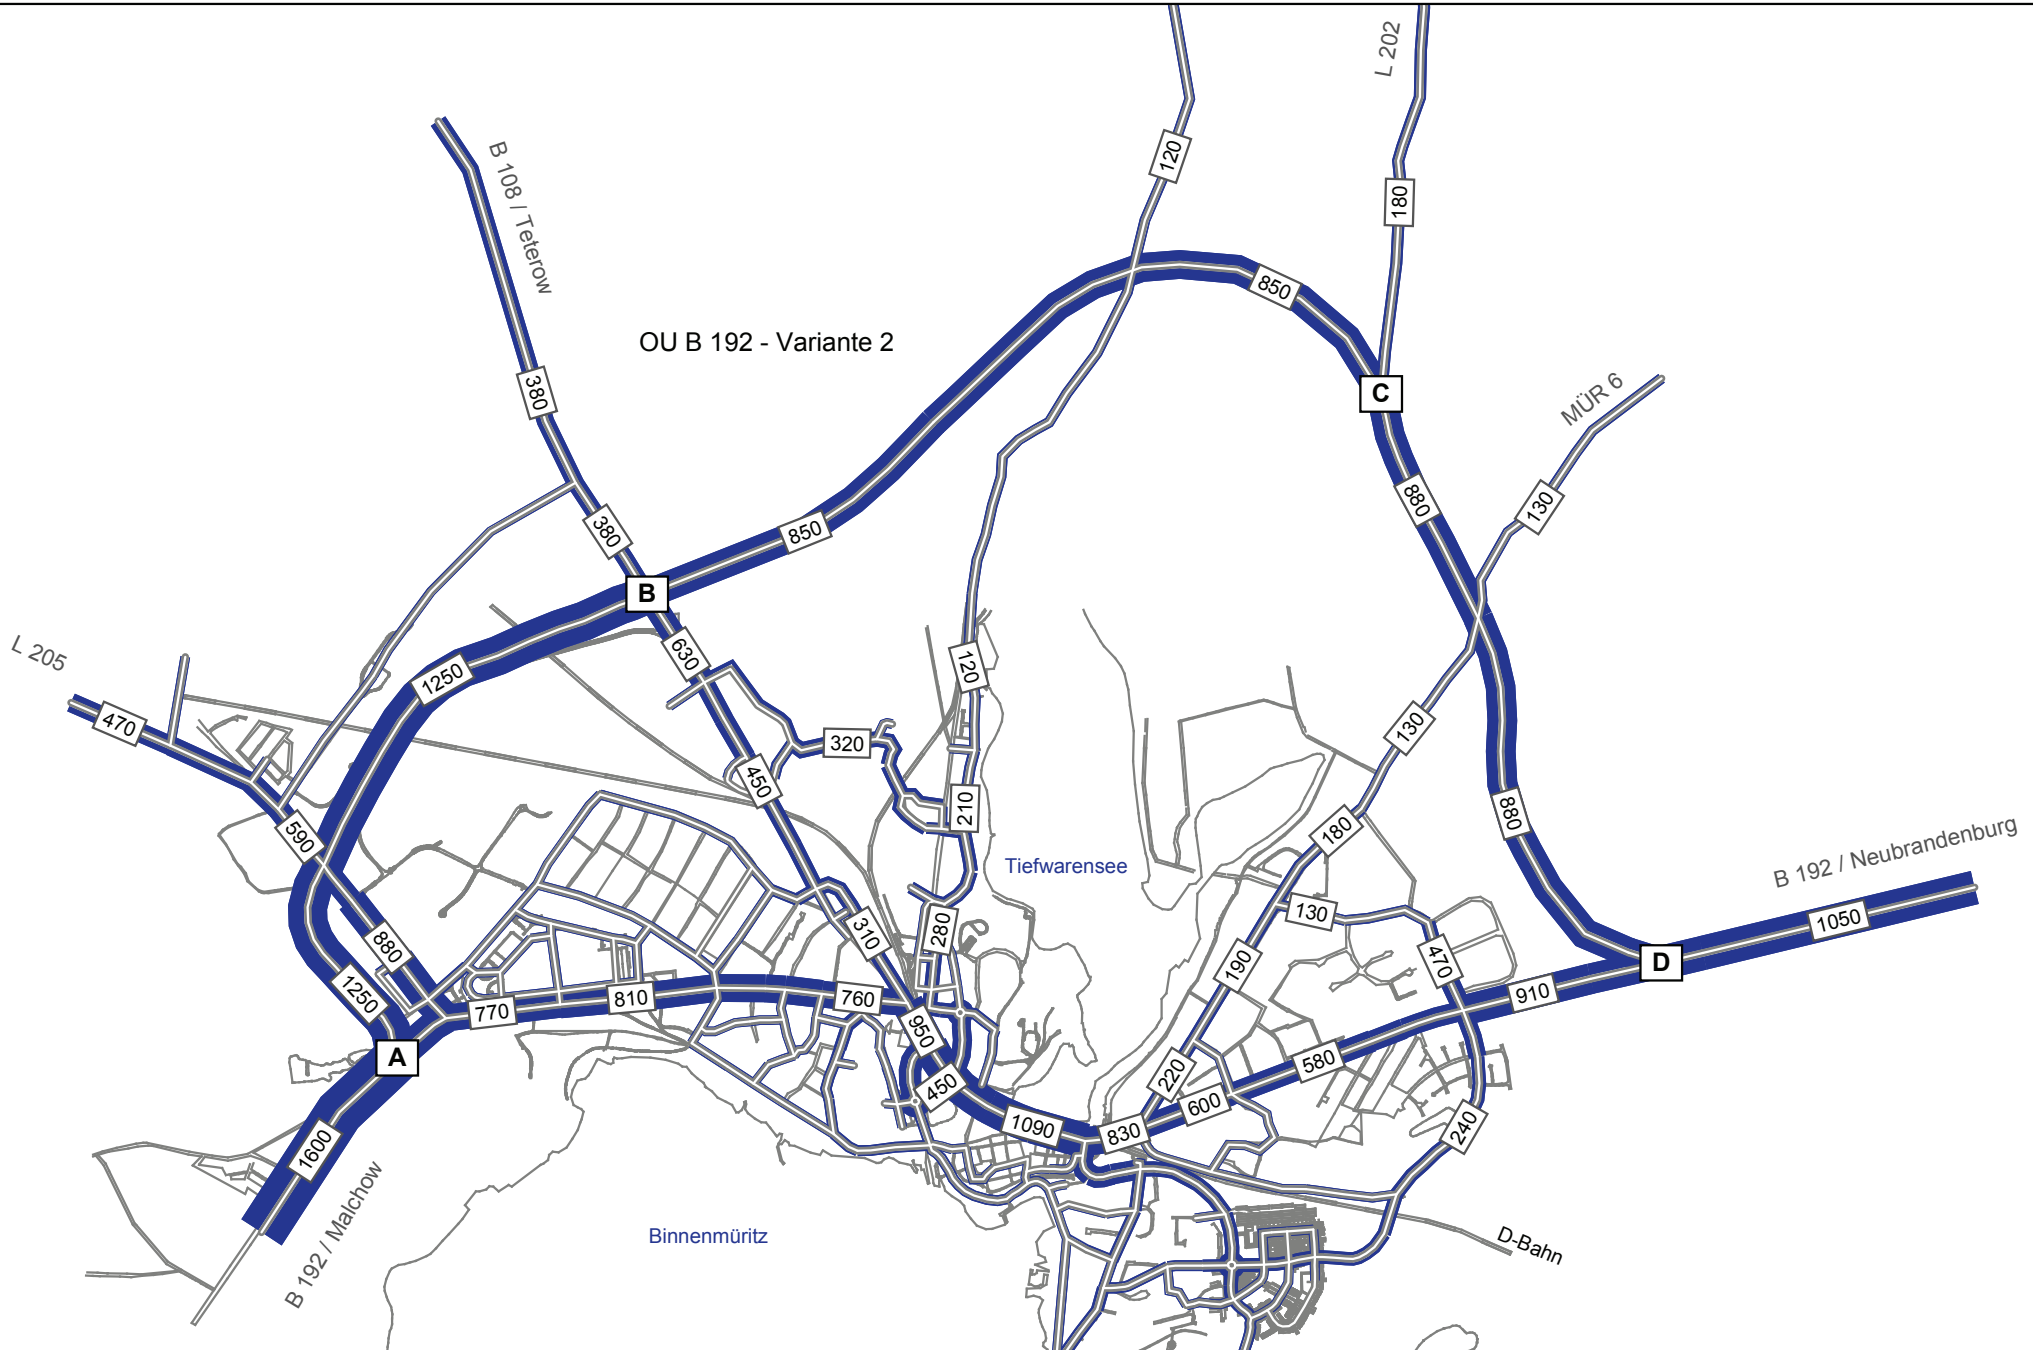 L 202
120
180
B 108 / Teterow
850
OU B 192 - Variante 2
380
C
MÜR 6
880
130
380
850
B
L 205
630
120
1250
470
130
320
450
210
880
590
180
B 192 / Neubrandenburg
Tiefwarensee
130
1050
880
310
280
470
190
D
1250
770
810
760
910
950
A
580
220
450
600
1090
830
240
1600
B 192 / Malchow
Binnenmüritz
D-Bahn